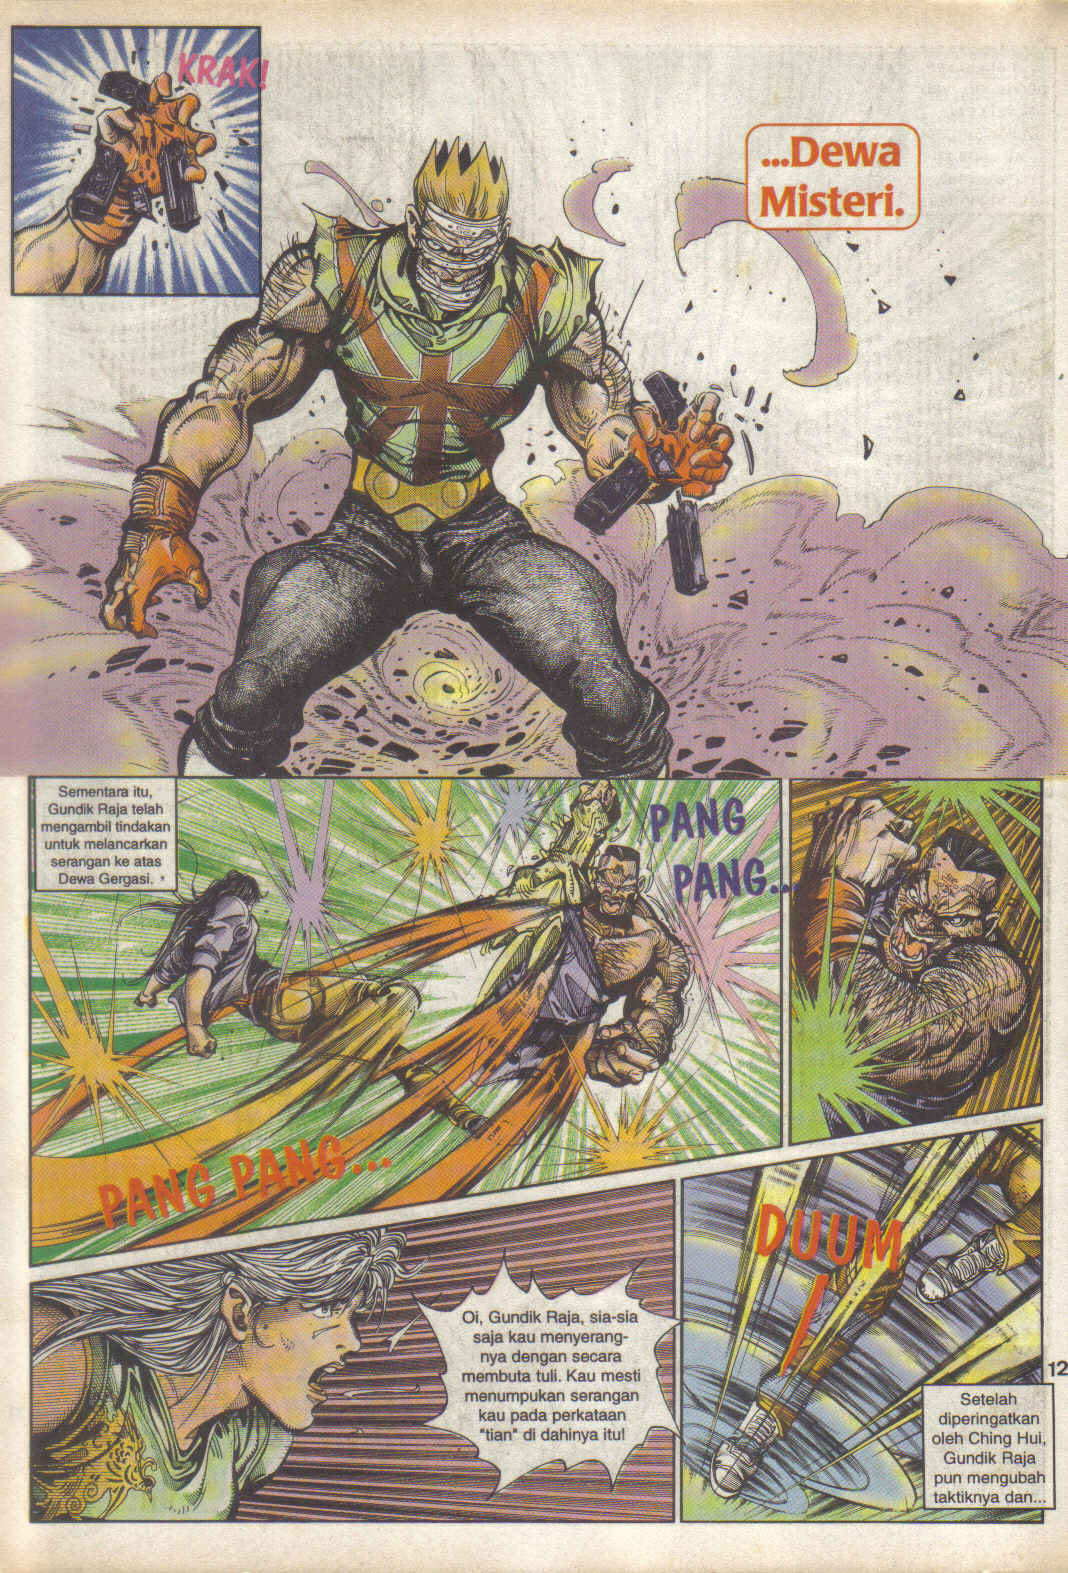 KRAK!
...Dewa
Misteri.
Sementara itu,
Gundik Raja telah
mengambil tindakan
untuk melancarkan
serangan ke atas
Dewa Gergasi.
PANG
PANG...
PANG PANG...
Oi, Gundik Raja, sia-sia
saja kau menyerang-
nya dengan secara
membuta tuli. Kau mesti
menumpukan serangan
kau pada perkataan
"tian" di dahinya itu!
DUUM
!
Setelah
diperingatkan
oleh Ching Hui,
Gundik Raja
pun mengubah
taktiknya dan...
12